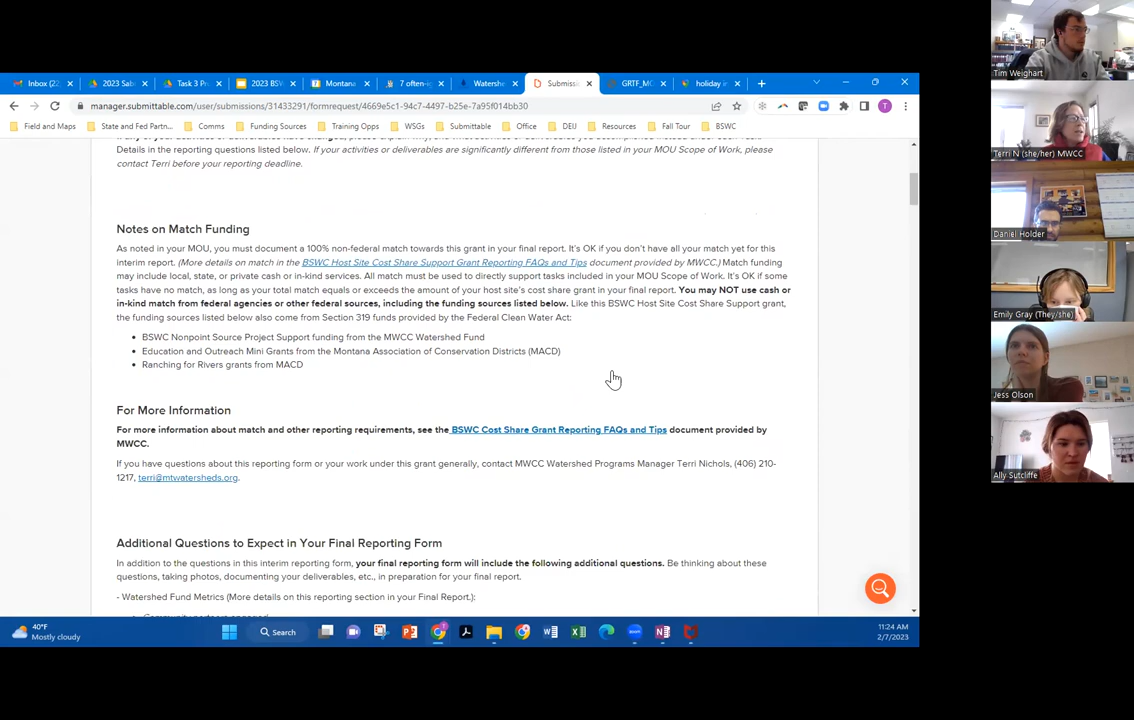 Inbox (22
2023 Sab
Task 3 Pr
2023 BSW
Montana
7 often-ig
Watershe
Submissi
GRTF_MO
holiday in
manager.submittable.com/user/submissions/31433291/formrequest/4669e5c1-94c7-4497-b25e-7a95f014bb30
Field and Maps
State and Fed Partn...
Comms
Funding Sources
Training Opps
WSGs
Submittable
Office
DEU
Resources
Fall Tour
BSWC
Details in the reporting questions listed below. If your activities or deliverables are significantly different from those listed in your MOU Scope of Work, please
contact Terri before your reporting deadline.
Notes on Match Funding
As noted in your MOU, you must document a 100% non-federal match towards this grant in your final report. It's OK if you don't have all your match yet for this
interim report. (More details on match in the BSWC Host Site Cost Share Support Grant Reporting FAQs and Tips document provided by MWCC.) Match funding
may include local, state, or private cash or in-kind services. All match must be used to directly support tasks included in your MOU Scope of Work. It's OK if some
tasks have no match, as long as your total match equals or exceeds the amount of your host site's cost share grant in your final report. You may NOT use cash or
in-kind match from federal agencies or other federal sources, including the funding sources listed below. Like this BSWC Host Site Cost Share Support grant,
the funding sources listed below also come from Section 319 funds provided by the Federal Clean Water Act:
BSWC Nonpoint Source Project Support funding from the MWCC Watershed Fund
Education and Outreach Mini Grants from the Montana Association of Conservation Districts (MACD)
Ranching for Rivers grants from MACD
For More Information
For more information about match and other reporting requirements, see the BSWC Cost Share Grant Reporting FAQs and Tips document provided by
MWCC.
If you have questions about this reporting form or your work under this grant generally, contact MWCC Watershed Programs Manager Terri Nichols, (406) 210-
1217, terri@mtwatersheds.org.
Additional Questions to Expect in Your Final Reporting Form
In addition to the questions in this interim reporting form, your final reporting form will include the following additional questions. Be thinking about these
questions, taking photos, documenting your deliverables, etc., in preparation for your final report.
- Watershed Fund Metrics (More details on this reporting section in your Final Report.):
40°F
Mostly cloudy
Search
11:24 AM
2/7/2023
Tim Weighart
Terri N (she/her) MWCC
Daniel Holder
Emily Gray (They/she)
Jess Olson
Ally Sutcliffe